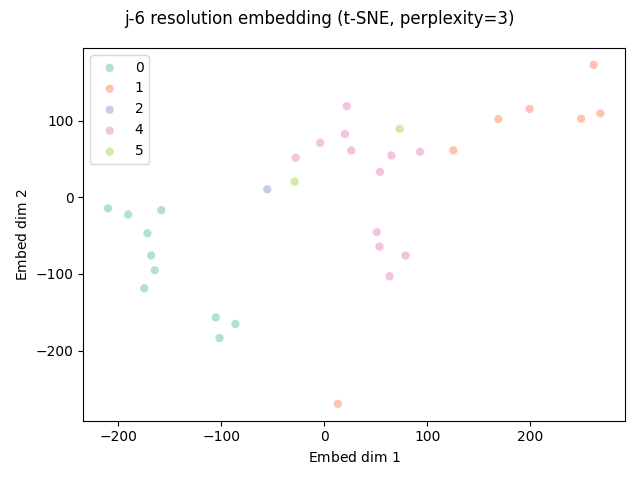 j-6 resolution embedding (t-SNE, perplexity=3)
0
1
2
4
5
100
0
−100
−200
Embed dim 2
−200 −100 0 100 200
Embed dim 1